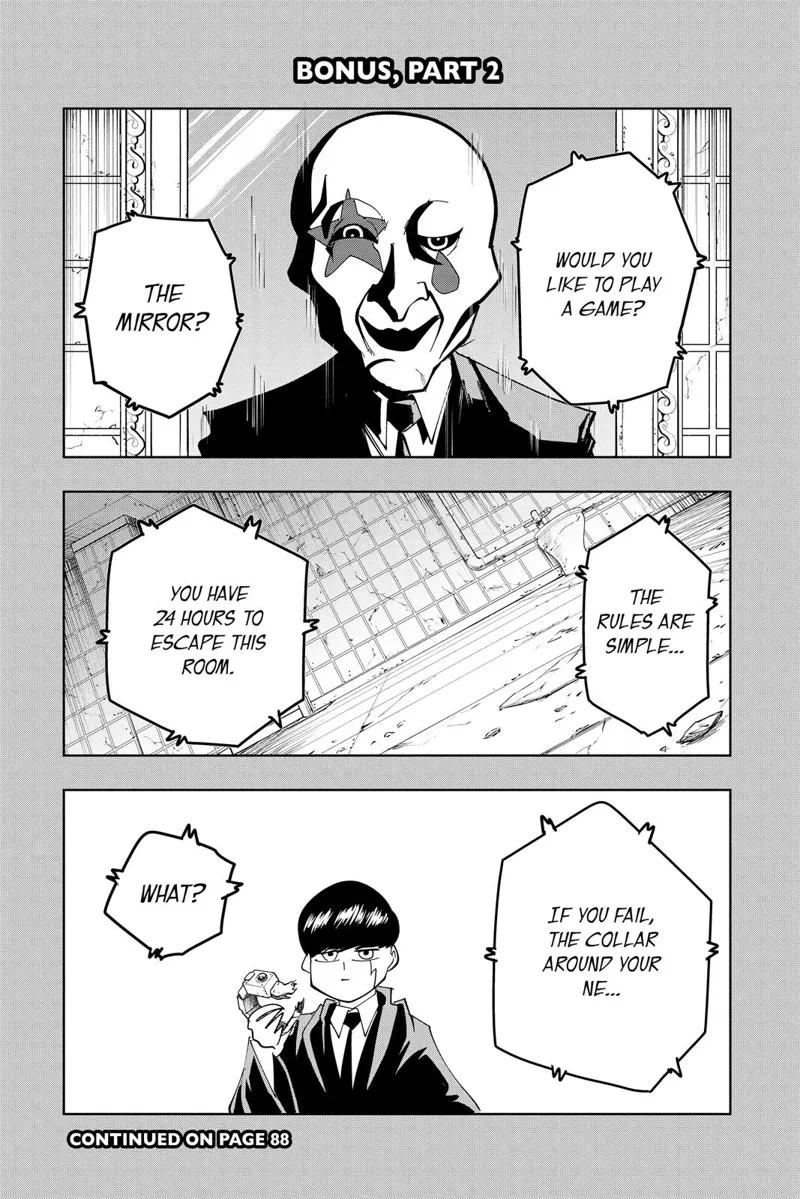 BONUS, PART 2
WOULD YOU
LIKE TO PLAY
A GAME?
THE
MIRROR?
THE
RULES ARE
SIMPLE...
YOU HAVE
24 HOURS TO
ESCAPE THIS
ROOM.
IF YOU FAIL,
THE COLLAR
AROUND YOUR
NE...
WHAT?
CONTINUED ON PAGE 88